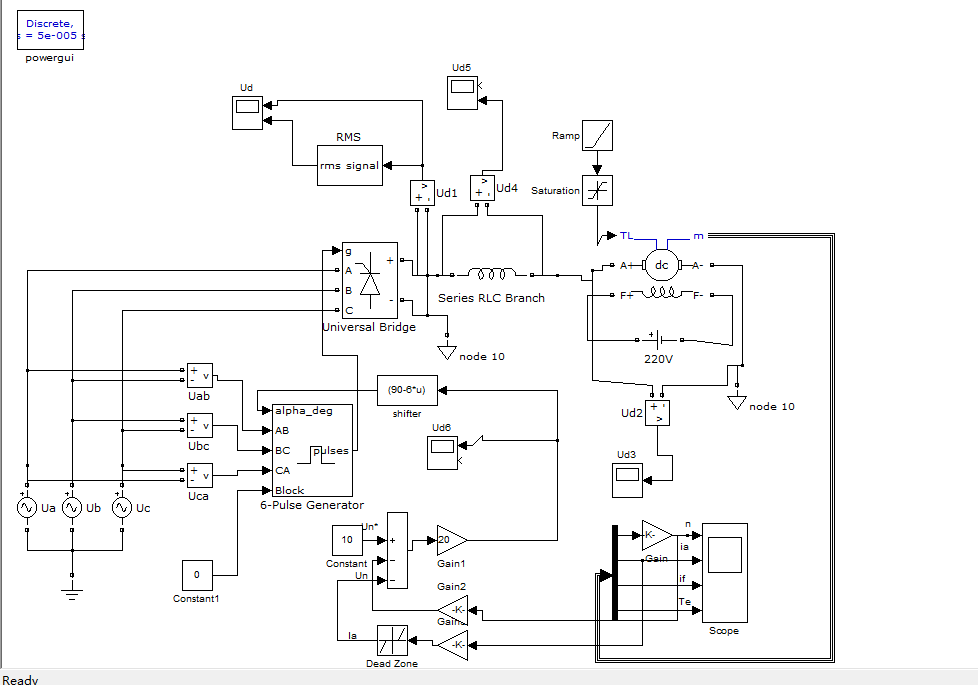 Discrete,
s = 5e-005 s
powergui
Ud
Ud5
RMS
rms signal
Ud1
Ud4
Ramp
Saturation
TL
m
g
A
B
C
+
-
Universal Bridge
Series RLC Branch
A+
dc
A-
F+
F-
220V
node 10
node 10
(90-6*u)
shifter
Uab
Ubc
Uca
+
-
v
+
-
v
+
-
v
alpha_deg
AB
BC
CA
Block
pulses
6-Pulse Generator
Ud6
Ud2
Ud3
Ua
Ub
Uc
Un*
10
Constant
Un
20
Gain1
0
Constant1
Gain2
-K-
Gain
-K-
Ia
Dead Zone
-K-
Gain
n
ia
if
Te
Scope
Ready